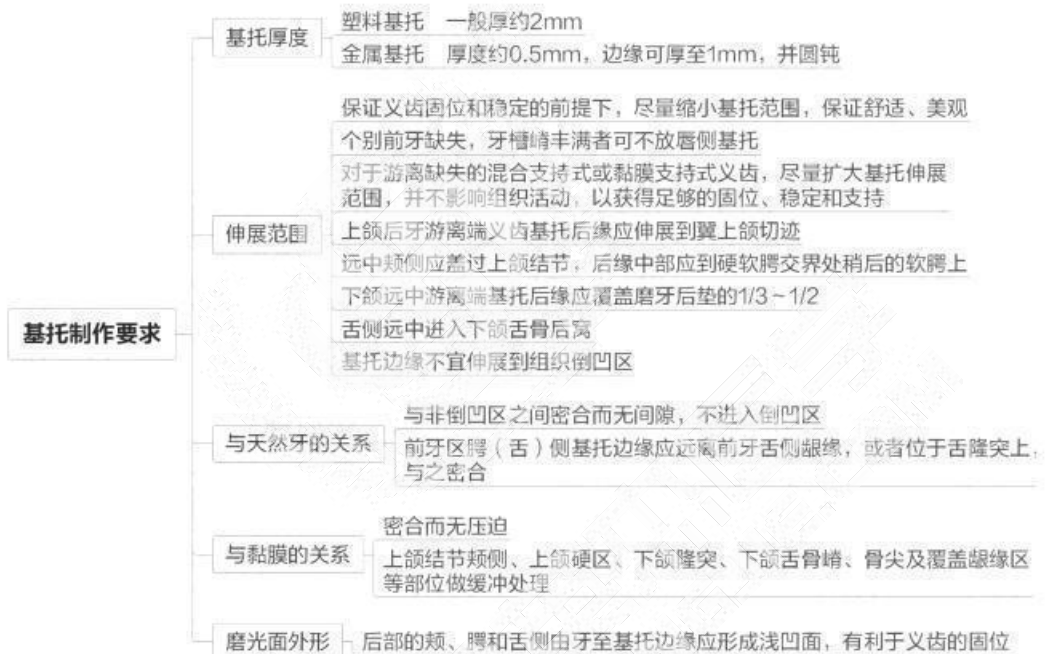 基托制作要求
基托厚度
塑料基托 一般厚约2mm
金属基托 厚度约0.5mm，边缘可厚至1mm，并圆钝
伸展范围
保证义齿固位和稳定的前提下，尽量缩小基托范围，保证舒适、美观
个别前牙缺失，牙槽嵴丰满者可不放唇侧基托
对于游离缺失的混合支持式或黏膜支持式义齿，尽量扩大基托伸展
范围，并不影响组织活动，以获得足够的固位、稳定和支持
上颌后牙游离端义齿基托后缘应伸展到翼上颌切迹
远中颊侧应盖过上颌结节，后缘中部应到硬软腭交界处稍后的软腭上
下颌远中游离端基托后缘应覆盖磨牙后垫的1/3～1/2
舌侧远中进入下颌舌骨后窝
基托边缘不宜伸展到组织倒凹区
与天然牙的关系
与非倒凹区之间密合而无间隙，不进入倒凹区
前牙区腭（舌）侧基托边缘应远离前牙舌侧龈缘，或者位于舌隆突上，
与之密合
与黏膜的关系
密合而无压迫
上颌结节颊侧、上颌硬区、下颌隆突、下颌舌骨嵴、骨尖及覆盖龈缘区
等部位做缓冲处理
磨光面外形
后部的颊、腭和舌侧由牙至基托边缘应形成浅凹面，有利于义齿的固位